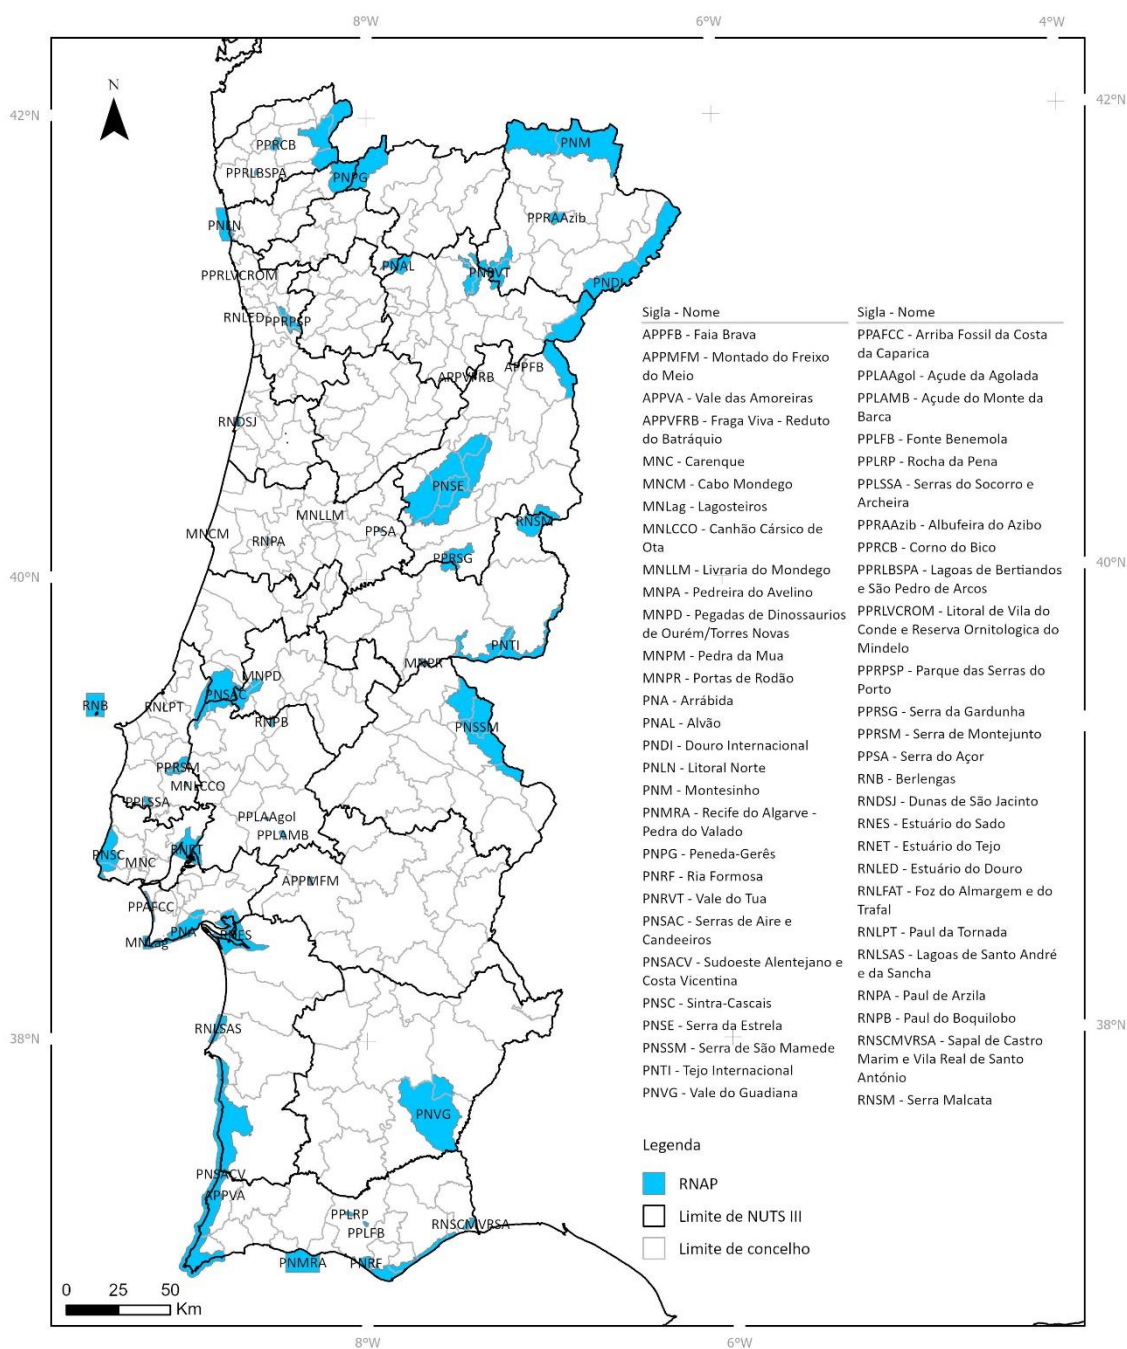 8°W
6°W
4°W
42°N
42°N
N
PPRCB
PPRLBSPA
PNPG
PNM
PNLN
PPRAAzib
PNAL
PNRVT
PNDI
PPRLVCROM
RNLED
PPRPSP
APPVFRB
APPFB
RNDSJ
PNSE
MNLLM
RNSM
MNCM
RNPA
PPSA
PPRSG
40°N
40°N
PNTI
MNPR
MNPD
PNSAC
RNB
RNLPT
RNPB
PNSSM
PPRSM
MNLCCO
PPLSSA
PPLAAgol
PPLAMB
PNSC
MNC
RNET
APPMFM
PPAFCC
MNLag
PNA
RNES
RNLSAS
38°N
38°N
PNVG
PNSACV
APPVA
PPLRP
PPLFB
RNSCMVRSA
PNMRA
PNRF
Sigla - Nome
APPFB - Faia Brava
APPMFM - Montado do Freixo
do Meio
APPVA - Vale das Amoreiras
APPVFRB - Fraga Viva - Reduto
do Batráquio
MNC - Carenque
MNCM - Cabo Mondego
MNLag - Lagosteiros
MNLCCO - Canhão Cársico de
Ota
MNLLM - Livraria do Mondego
MNPA - Pedreira do Avelino
MNPD - Pegadas de Dinossaurios
de Ourém/Torres Novas
MNPM - Pedra da Mua
MNPR - Portas de Rodão
PNA - Arrábida
PNAL - Alvão
PNDI - Douro Internacional
PNLN - Litoral Norte
PNM - Montesinho
PNMRA - Recife do Algarve -
Pedra do Valado
PNPG - Peneda-Gerês
PNRF - Ria Formosa
PNRVT - Vale do Tua
PNSAC - Serras de Aire e
Candeeiros
PNSACV - Sudoeste Alentejano e
Costa Vicentina
PNSC - Sintra-Cascais
PNSE - Serra da Estrela
PNSSM - Serra de São Mamede
PNTI - Tejo Internacional
PNVG - Vale do Guadiana
Sigla - Nome
PPAFCC - Arriba Fossil da Costa
da Caparica
PPLAAgol - Açude da Agolada
PPLAMB - Açude do Monte da
Barca
PPLFB - Fonte Benemola
PPLRP - Rocha da Pena
PPLSSA - Serras do Socorro e
Archeira
PPRAAzib - Albufeira do Azibo
PPRCB - Corno do Bico
PPRLBSPA - Lagoas de Bertiandos
e São Pedro de Arcos
PPRLVCROM - Litoral de Vila do
Conde e Reserva Ornitologica do
Mindelo
PPRPSP - Parque das Serras do
Porto
PPRSG - Serra da Gardunha
PPRSM - Serra de Montejunto
PPSA - Serra do Açor
RNB - Berlengas
RNDSJ - Dunas de São Jacinto
RNES - Estuário do Sado
RNET - Estuário do Tejo
RNLED - Estuário do Douro
RNLFAT - Foz do Almargem e do
Trafal
RNLPT - Paul da Tornada
RNLSAS - Lagoas de Santo André
e da Sancha
RNPA - Paul de Arzila
RNPB - Paul do Boquilobo
RNSCMVRSA - Sapal de Castro
Marim e Vila Real de Santo
António
RNSM - Serra Malcata
Legenda
RNAP
Limite de NUTS III
Limite de concelho
0 25 50
Km
8°W
6°W